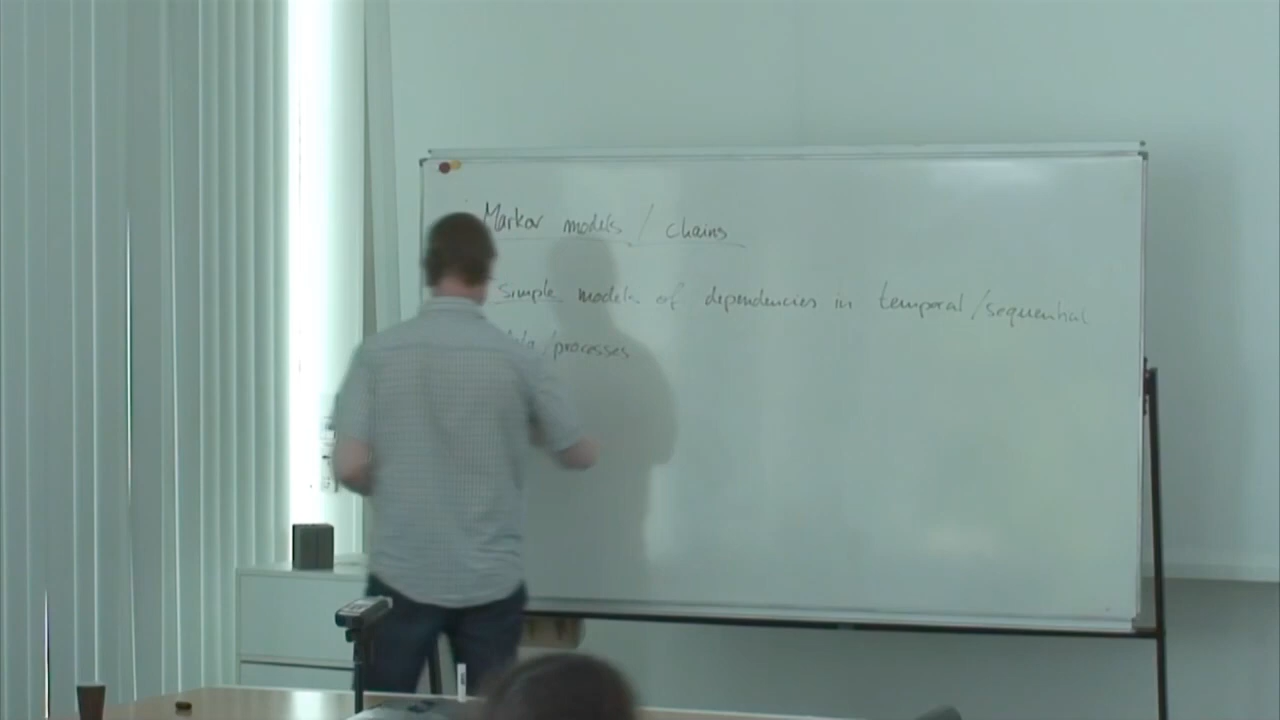 Markov models / chains
simple models of dependencies in temporal/sequential
/processes